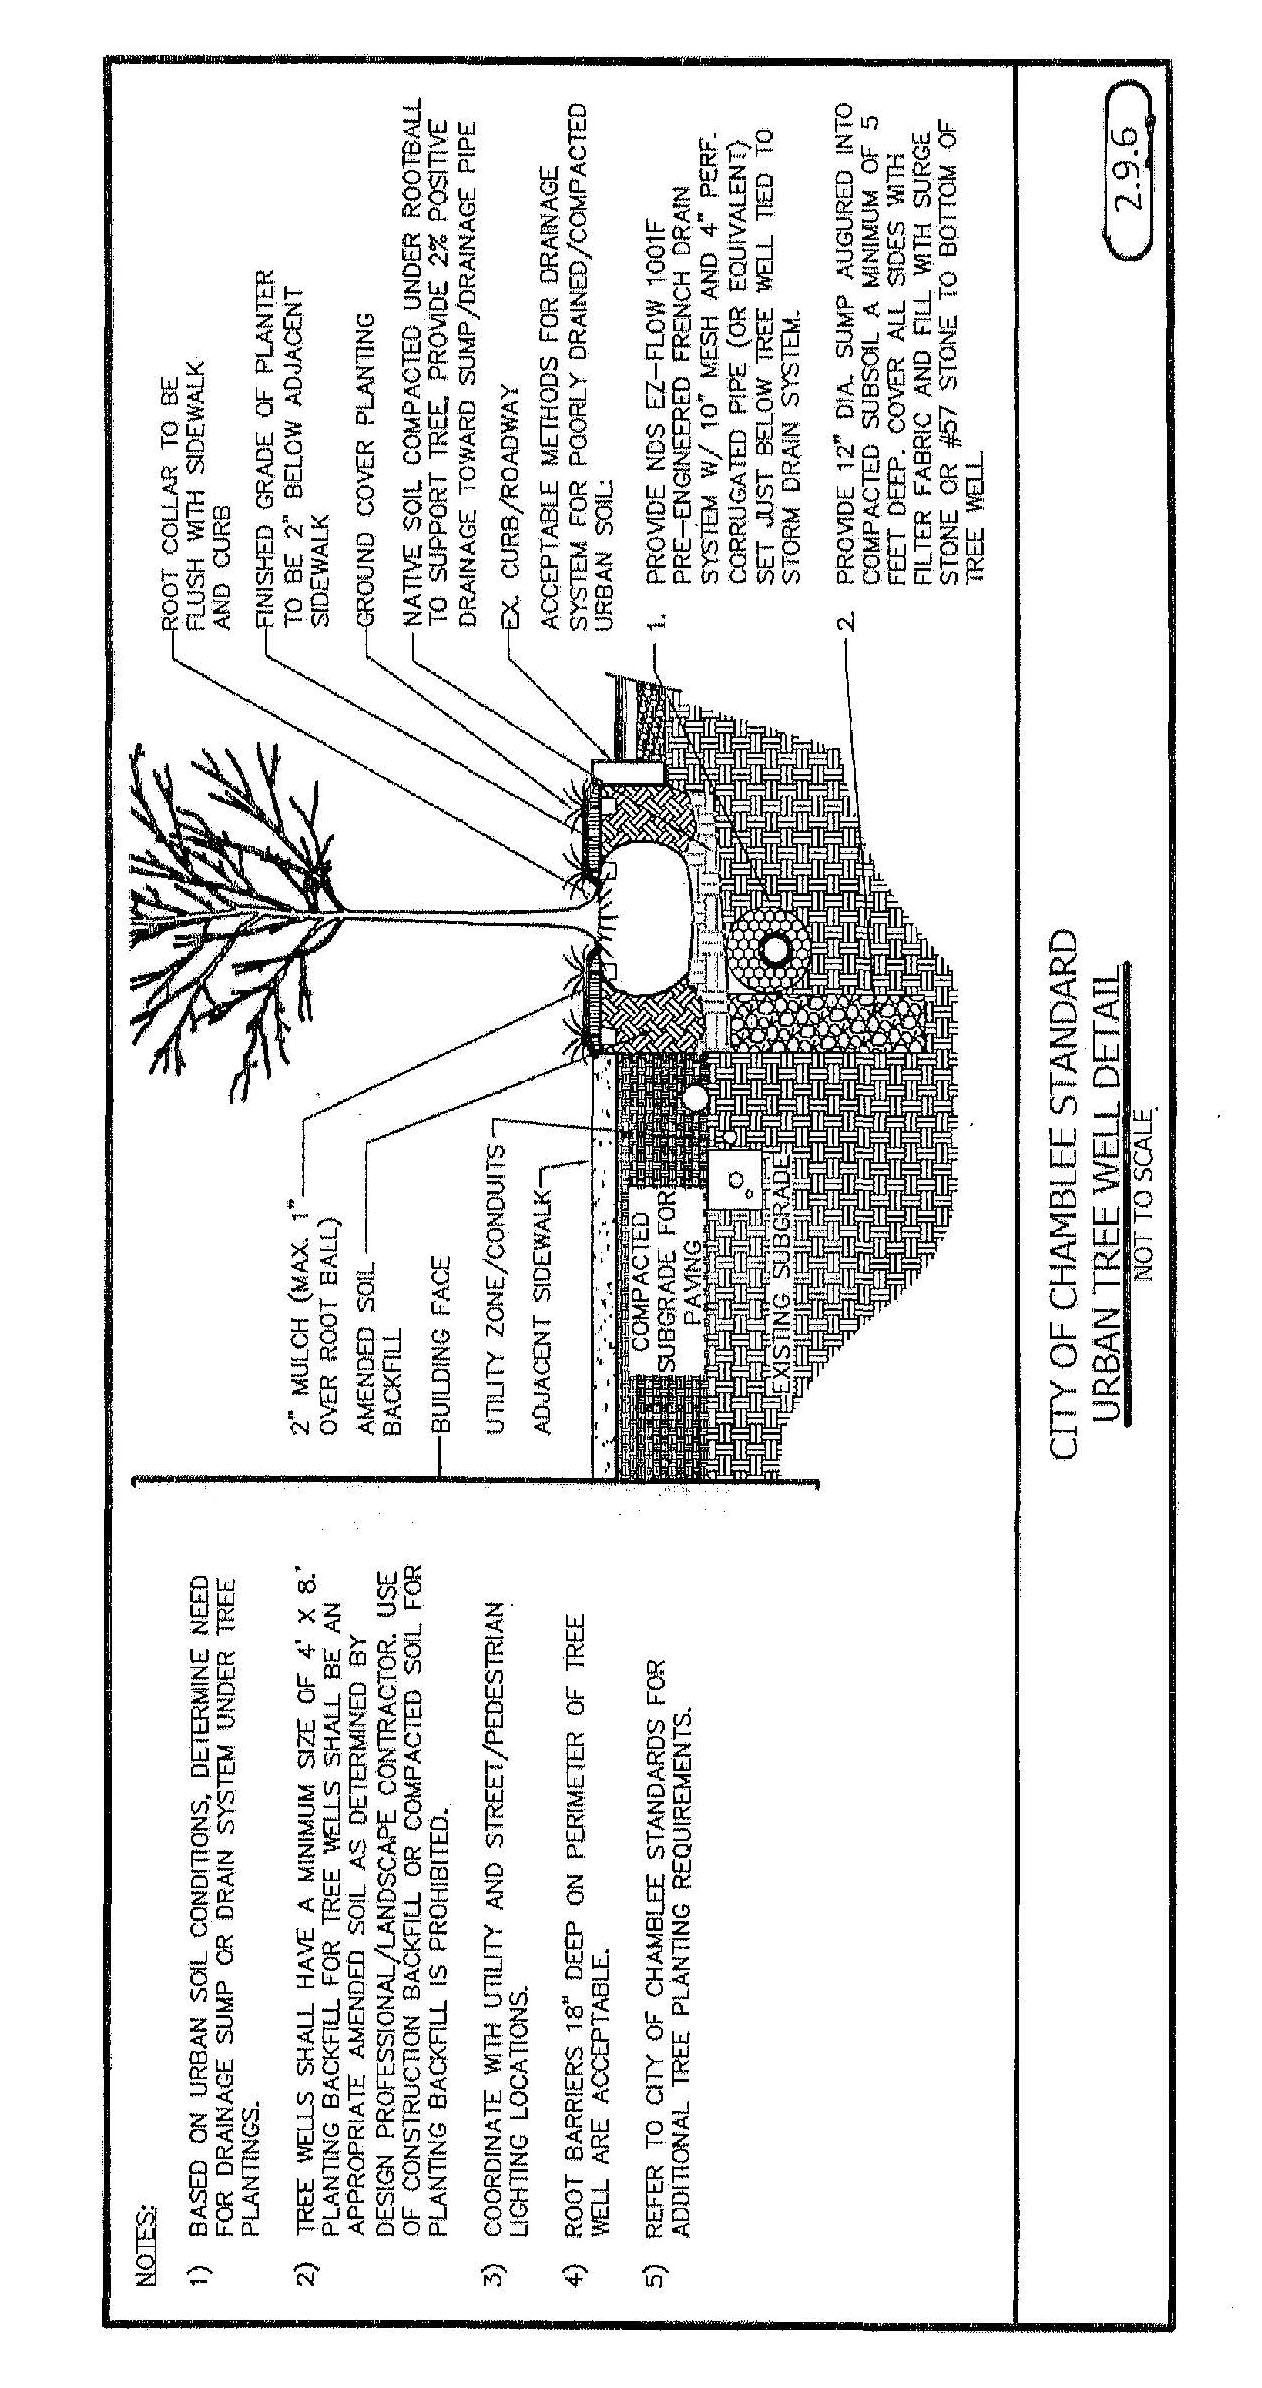 NOTES:
1) BASED ON URBAN SOIL CONDITIONS, DETERMINE NEED
FOR DRAINAGE SUMP OR DRAIN SYSTEM UNDER TREE
PLANTINGS.
2) TREE WELLS SHALL HAVE A MINIMUM SIZE OF 4' X 8.'
PLANTING BACKFILL FOR TREE WELLS SHALL BE AN
APPROPRIATE AMENDED SOIL AS DETERMINED BY
DESIGN PROFESSIONAL/LANDSCAPE CONTRACTOR. USE
OF CONSTRUCTION BACKFILL OR COMPACTED SOIL FOR
PLANTING BACKFILL IS PROHIBITED.
3) COORDINATE WITH UTILITY AND STREET/PEDESTRIAN
LIGHTING LOCATIONS.
4) ROOT BARRIERS 18" DEEP ON PERIMETER OF TREE
WELL ARE ACCEPTABLE.
5) REFER TO CITY OF CHAMBLEE STANDARDS FOR
ADDITIONAL TREE PLANTING REQUIREMENTS.
2" MULCH (MAX. 1"
OVER ROOT BALL)
AMENDED SOIL
BACKFILL
BUILDING FACE
UTILITY ZONE/CONDUITS
ADJACENT SIDEWALK
COMPACTED
SUBGRADE FOR
PAVING
EXISTING SUBGRADE
ROOT COLLAR TO BE
FLUSH WITH SIDEWALK
AND CURB
FINISHED GRADE OF PLANTER
TO BE 2" BELOW ADJACENT
SIDEWALK
GROUND COVER PLANTING
NATIVE SOIL COMPACTED UNDER ROOTBALL
TO SUPPORT TREE, PROVIDE 2% POSITIVE
DRAINAGE TOWARD SUMP/DRAINAGE PIPE
EX. CURB/ROADWAY
ACCEPTABLE METHODS FOR DRAINAGE
SYSTEM FOR POORLY DRAINED/COMPACTED
URBAN SOIL:
1. PROVIDE NDS EZ-FLOW 1001F
PRE-ENGINEERED FRENCH DRAIN
SYSTEM W/ 10" MESH AND 4" PERF.
CORRUGATED PIPE (OR EQUIVALENT)
SET JUST BELOW TREE WELL TIED TO
STORM DRAIN SYSTEM.
2. PROVIDE 12" DIA. SUMP AUGURED INTO
COMPACTED SUBSOIL A MINIMUM OF 5
FEET DEEP. COVER ALL SIDES WITH
FILTER FABRIC AND FILL WITH SURGE
STONE OR #57 STONE TO BOTTOM OF
TREE WELL
CITY OF CHAMBLEE STANDARD
URBAN TREE WELL DETAIL
NOT TO SCALE
2.9.6